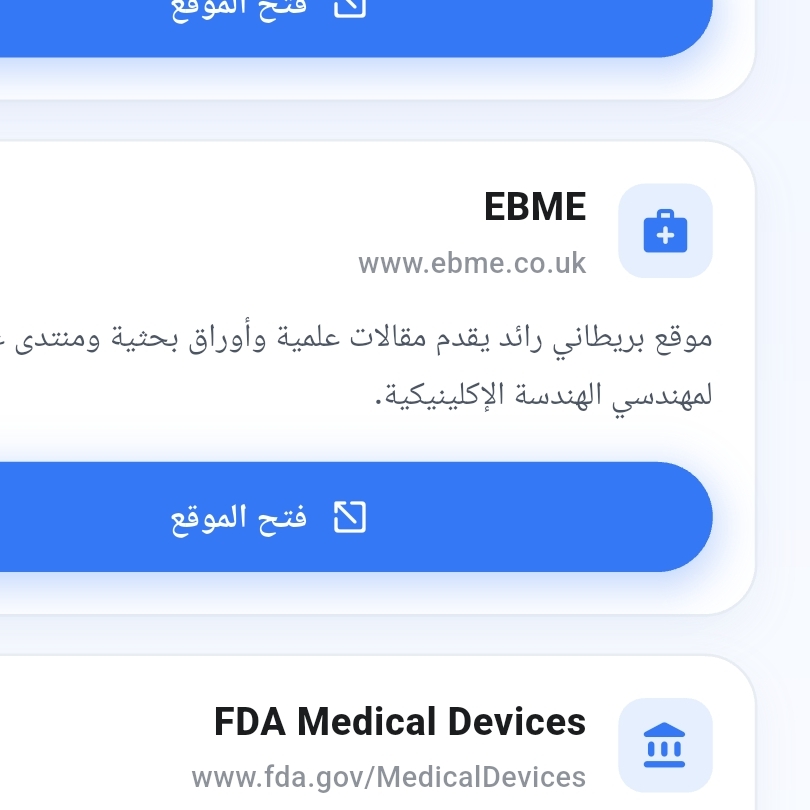 فتح الموقع
EBME
www.ebme.co.uk
موقع بريطاني رائد يقدم مقالات علمية وأوراق بحثية ومنتدى
لمهندسي الهندسة الإكلينيكية.
فتح الموقع
FDA Medical Devices
www.fda.gov/MedicalDevices